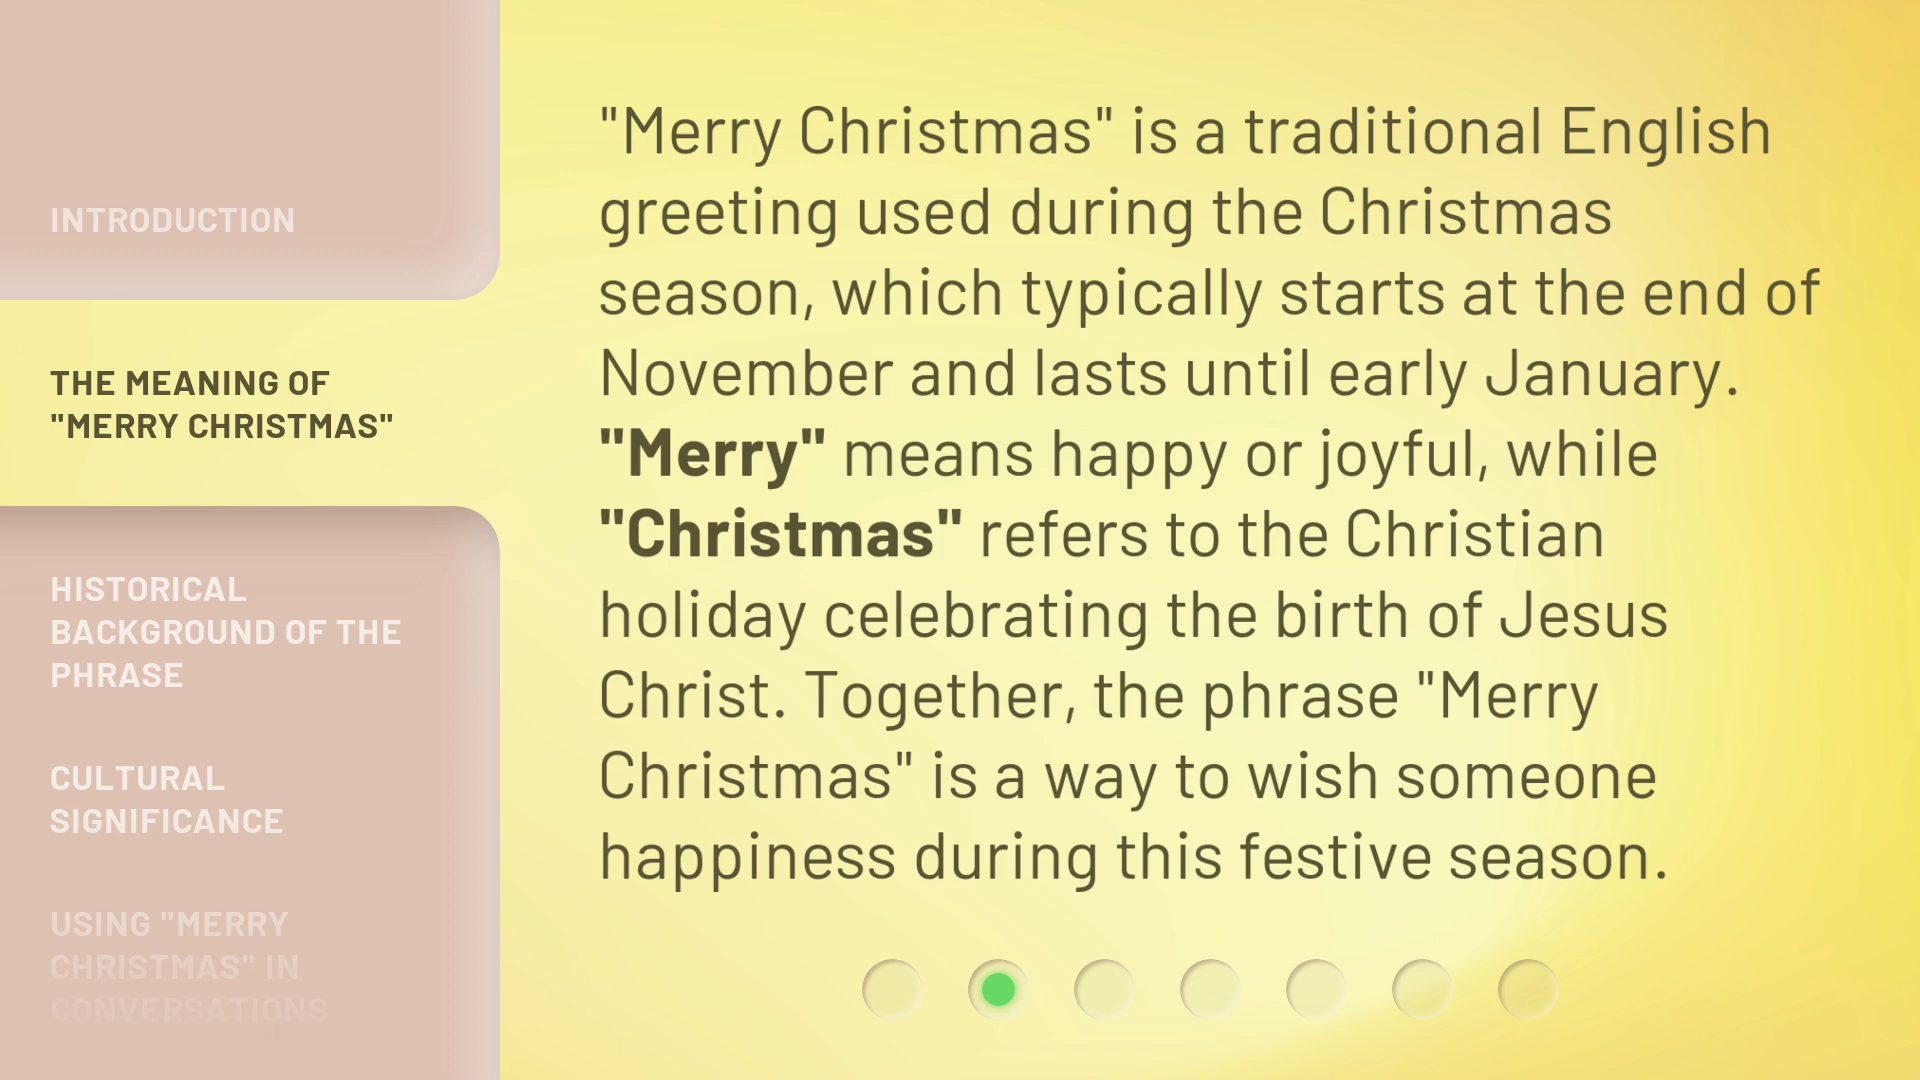 INTRODUCTION
THE MEANING OF
"MERRY CHRISTMAS"
HISTORICAL
BACKGROUND OF THE
PHRASE
CULTURAL
SIGNIFICANCE
USING "MERRY
CHRISTMAS" IN
CONVERSATIONS
"Merry Christmas" is a traditional English
greeting used during the Christmas
season, which typically starts at the end of
November and lasts until early January.
"Merry" means happy or joyful, while
"Christmas" refers to the Christian
holiday celebrating the birth of Jesus
Christ. Together, the phrase "Merry
Christmas" is a way to wish someone
happiness during this festive season.